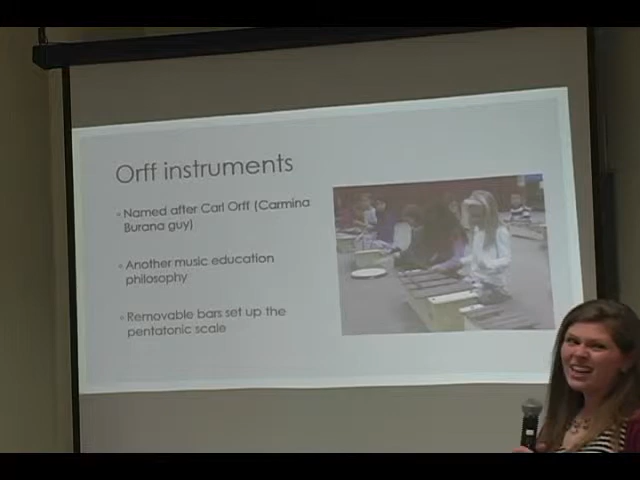 Orff instruments
Named after Carl Orff (Carmina
Burana guy)
Another music education
philosophy
Removable bars set up the
pentatonic scale